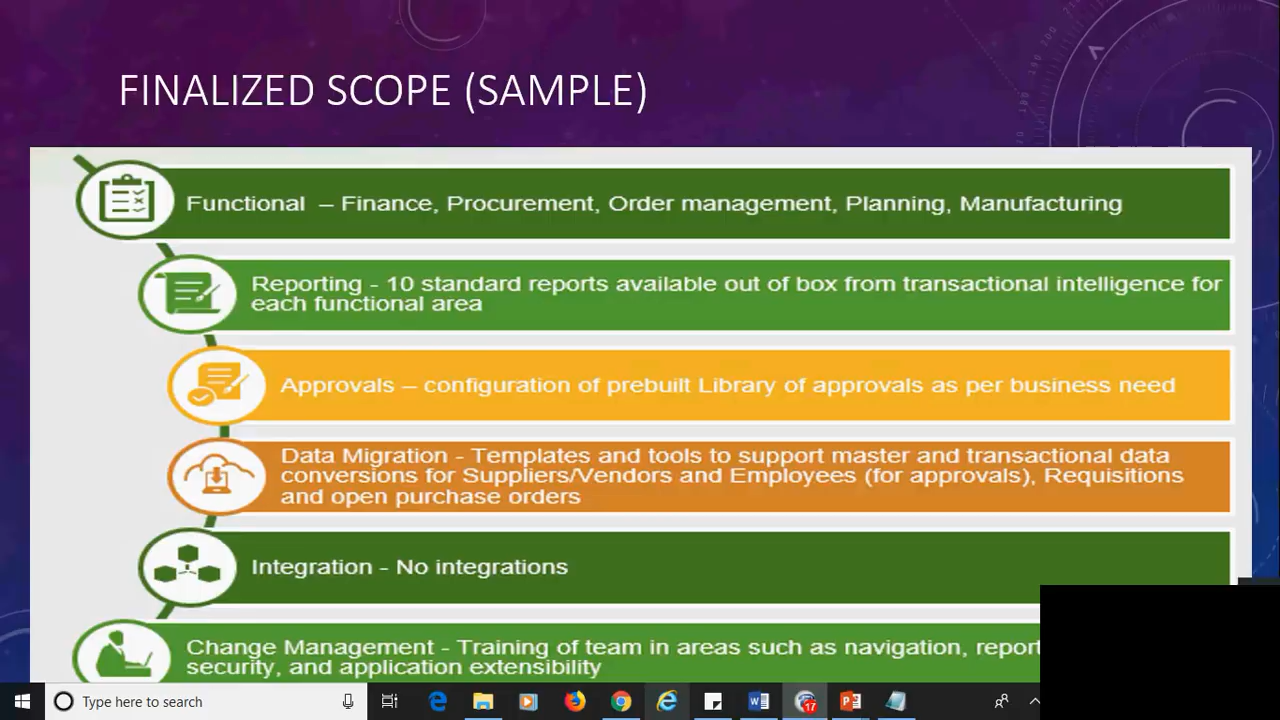 FINALIZED SCOPE (SAMPLE)
Functional – Finance, Procurement, Order management, Planning, Manufacturing
Reporting - 10 standard reports available out of box from transactional intelligence for
each functional area
Approvals – configuration of prebuilt Library of approvals as per business need
Data Migration - Templates and tools to support master and transactional data
conversions for Suppliers/Vendors and Employees (for approvals), Requisitions
and open purchase orders
Integration - No integrations
Change Management - Training of team in areas such as navigation,
security, and application extensibility
Type here to search
17